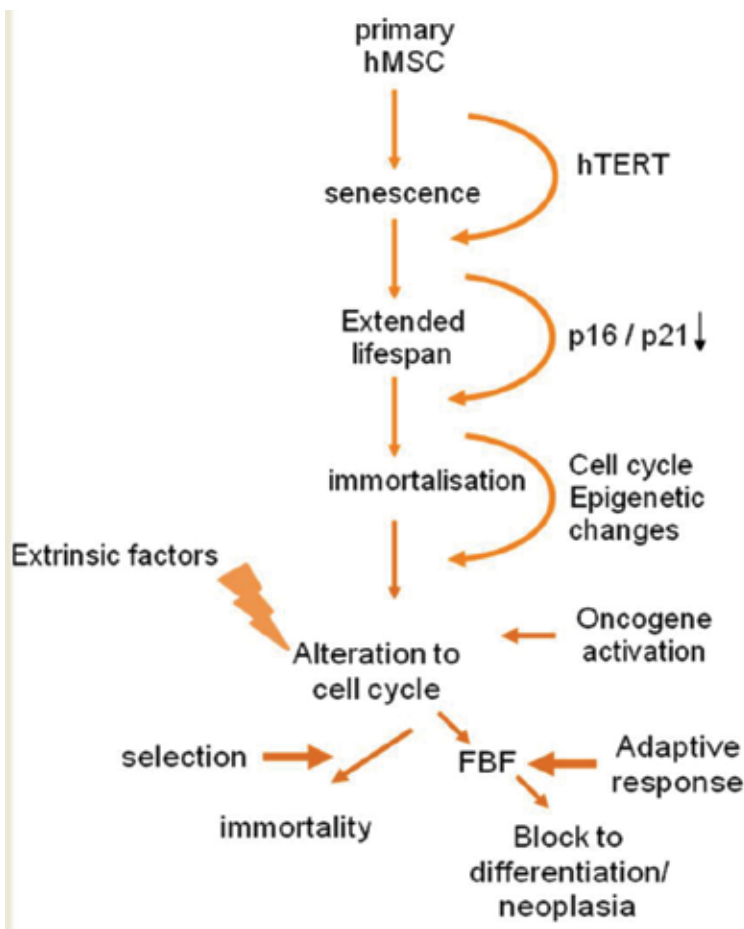 primary
hMSC
hTERT
senescence
Extended
lifespan
p16 / p21↓
immortalisation
Cell cycle
Epigenetic
changes
Extrinsic factors
Oncogene
activation
Alteration to
cell cycle
selection
FBF
Adaptive
response
immortality
Block to
differentiation/
neoplasia